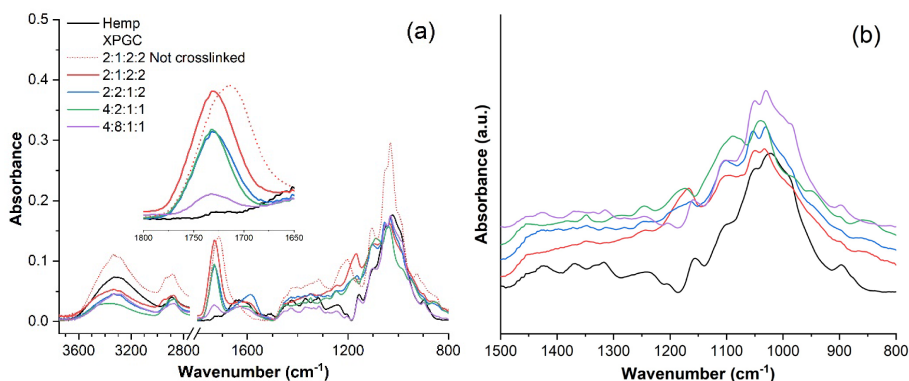 (a)
Hemp
XPGC
2:1:2:2 Not crosslinked
2:1:2:2
2:2:1:2
4:2:1:1
4:8:1:1
Absorbance
0.5
0.4
0.3
0.2
0.1
0.0
1800 1750 1700 1650
3600 3200 2800 1600 1200 800
Wavenumber (cm⁻¹)
(b)
Absorbance (a.u.)
1500 1400 1300 1200 1100 1000 900 800
Wavenumber (cm⁻¹)